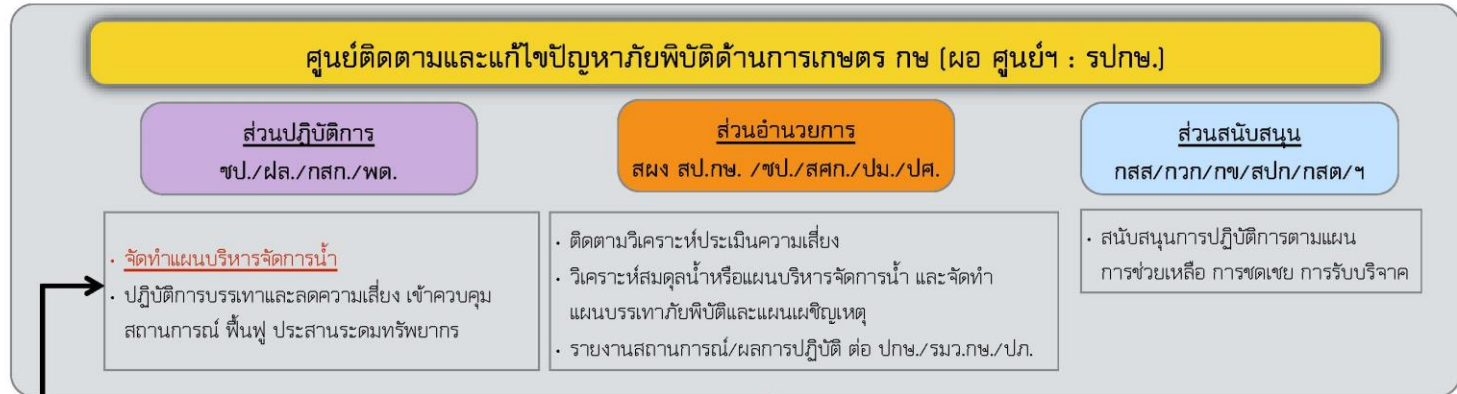 ศูนย์ติดตามและแก้ไขปัญหาภัยพิบัติด้านการเกษตร กษ (ผอ ศูนย์ฯ : รปกษ.)
ส่วนปฏิบัติการ
ชป./ฝล./กสก./พด.
· จัดทำแผนบริหารจัดการน้ำ
· ปฏิบัติการบรรเทาและลดความเสี่ยง เข้าควบคุม
สถานการณ์ ฟื้นฟู ประสานระดมทรัพยากร
ส่วนอำนวยการ
สผง สป.กษ. /ชป./สศก./ปม./ปศ.
· ติดตามวิเคราะห์ประเมินความเสี่ยง
· วิเคราะห์สมดุลน้ำหรือแผนบริหารจัดการน้ำ และจัดทำ
แผนบรรเทาภัยพิบัติและแผนเผชิญเหตุ
· รายงานสถานการณ์/ผลการปฏิบัติ ต่อ ปกษ./รมว.กษ./ปภ.
ส่วนสนับสนุน
กสส/กวก/กข/สปก/กสต/ฯ
· สนับสนุนการปฏิบัติการตามแผน
การช่วยเหลือ การชดเชย การรับบริจาค